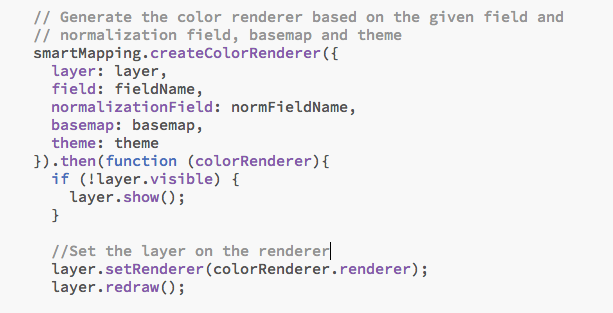 // Generate the color renderer based on the given field and
// normalization field, basemap and theme
smartMapping.createColorRenderer({
  layer: layer,
  field: fieldName,
  normalizationField: normFieldName,
  basemap: basemap,
  theme: theme
}).then(function (colorRenderer){
  if (!layer.visible) {
    layer.show();
  }

  //Set the layer on the renderer
  layer.setRenderer(colorRenderer.renderer);
  layer.redraw();